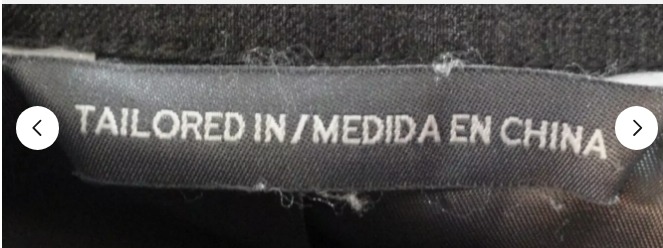 TAILORED IN/MEDIDA EN CHINA